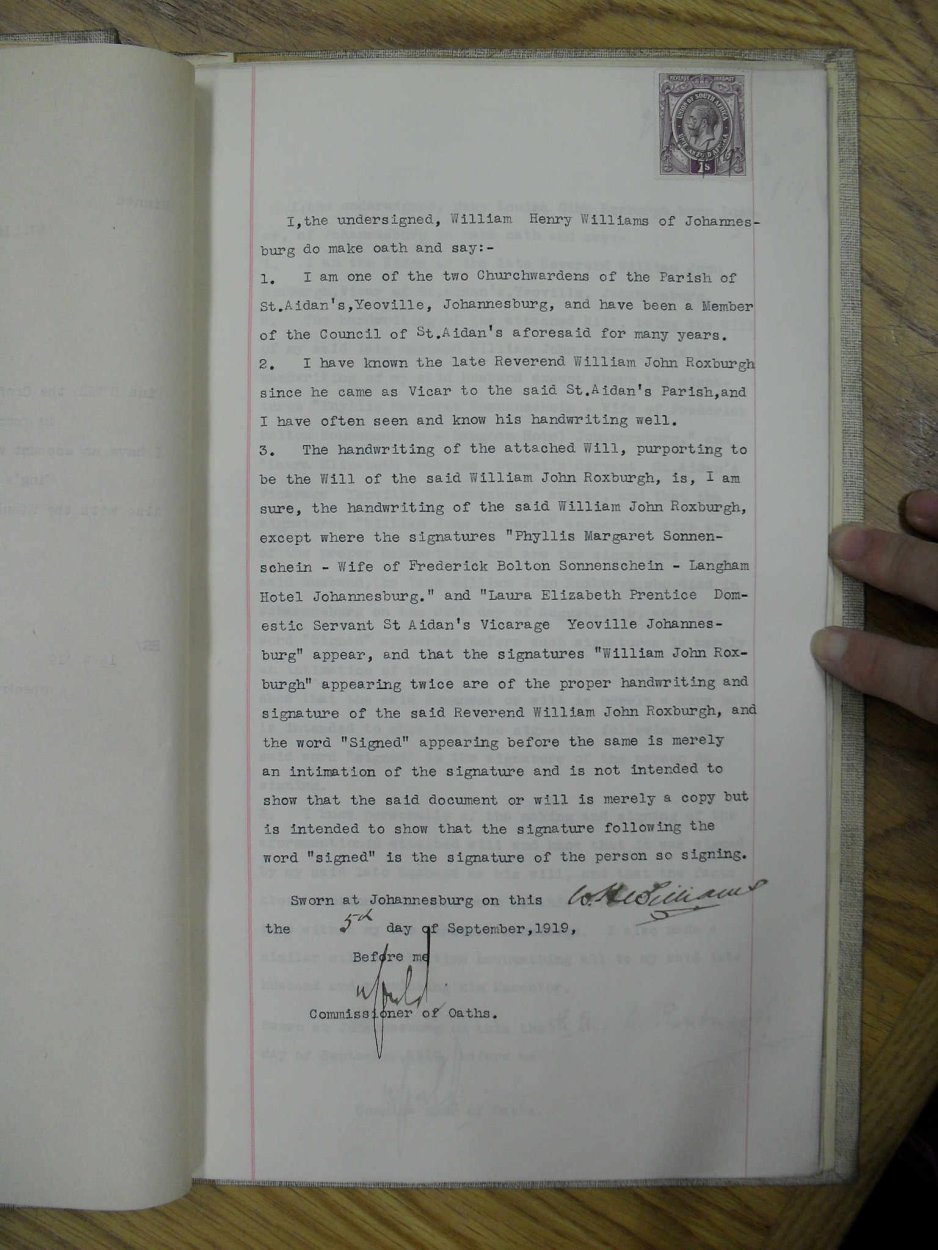 REVENUE INKOMST
UNION OF SOUTH AFRICA
1s
I,the undersigned, William Henry Williams of Johannes-
burg do make oath and say:-
1. I am one of the two Churchwardens of the Parish of
St.Aidan's,Yeoville, Johannesburg, and have been a Member
of the Council of St.Aidan's aforesaid for many years.
2. I have known the late Reverend William John Roxburgh
since he came as Vicar to the said St.Aidan's Parish,and
I have often seen and know his handwriting well.
3. The handwriting of the attached Will, purporting to
be the Will of the said William John Roxburgh, is, I am
sure, the handwriting of the said William John Roxburgh,
except where the signatures "Phyllis Margaret Sonnen-
schein - Wife of Frederick Bolton Sonnenschein - Langham
Hotel Johannesburg." and "Laura Elizabeth Prentice Dom-
estic Servant St Aidan's Vicarage Yeoville Johannes-
burg" appear, and that the signatures "William John Rox-
burgh" appearing twice are of the proper handwriting and
signature of the said Reverend William John Roxburgh, and
the word "Signed" appearing before the same is merely
an intimation of the signature and is not intended to
show that the said document or will is merely a copy but
is intended to show that the signature following the
word "signed" is the signature of the person so signing.
Sworn at Johannesburg on this W.H.Williams
the 5th day of September,1919,
Before me
Commissioner of Oaths.